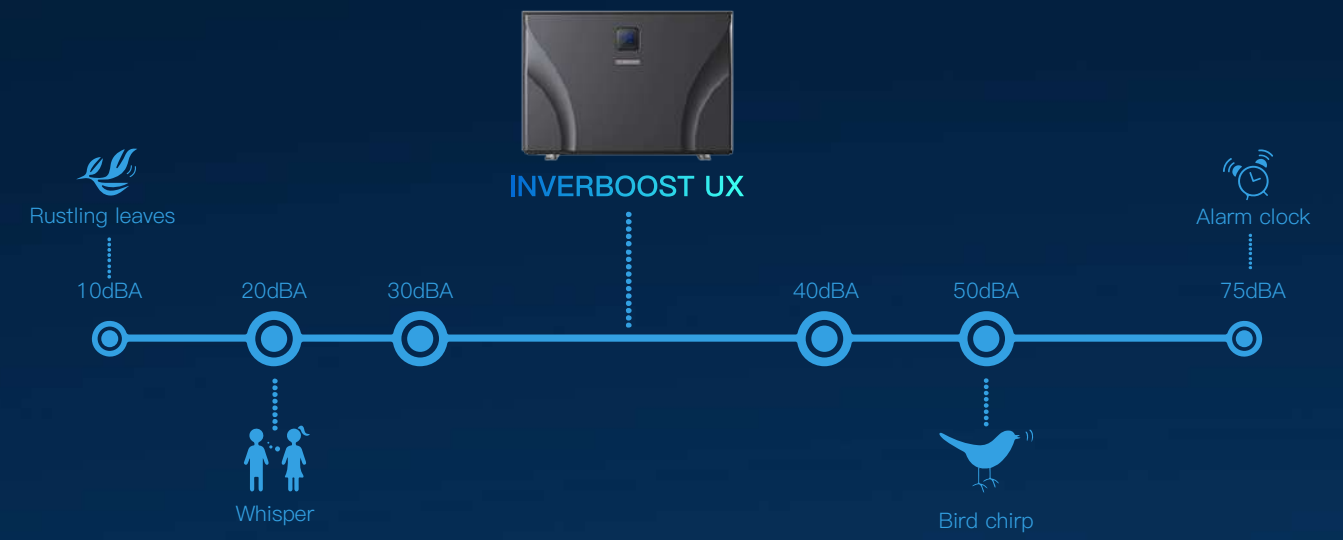 INVERBOOST UX
Rustling leaves
Alarm clock
10dBA
20dBA
30dBA
40dBA
50dBA
75dBA
Whisper
Bird chirp